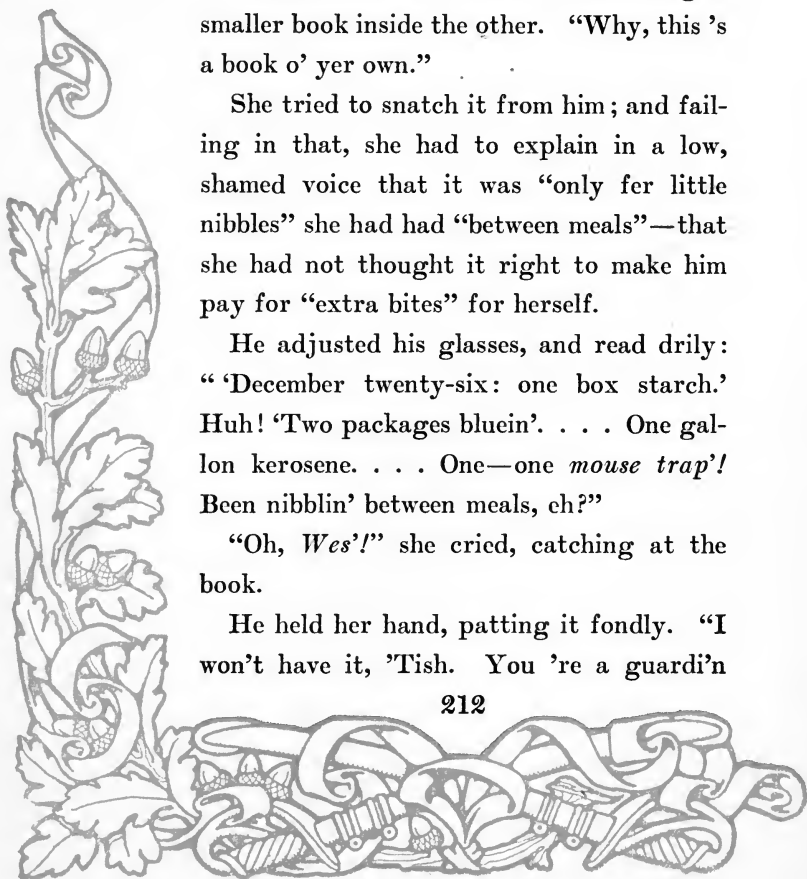 smaller book inside the other. “Why, this ’s
a book o’ yer own.”
She tried to snatch it from him; and fail-
ing in that, she had to explain in a low,
shamed voice that it was “only fer little
nibbles” she had had “between meals”—that
she had not thought it right to make him
pay for “extra bites” for herself.
He adjusted his glasses, and read drily:
“ ‘December twenty-six: one box starch.’
Huh! ‘Two packages bluein’. . . . One gal-
lon kerosene. . . . One—one mouse trap’!
Been nibblin’ between meals, eh?”
“Oh, Wes’!” she cried, catching at the
book.
He held her hand, patting it fondly. “I
won’t have it, ’Tish. You ’re a guardi’n
212